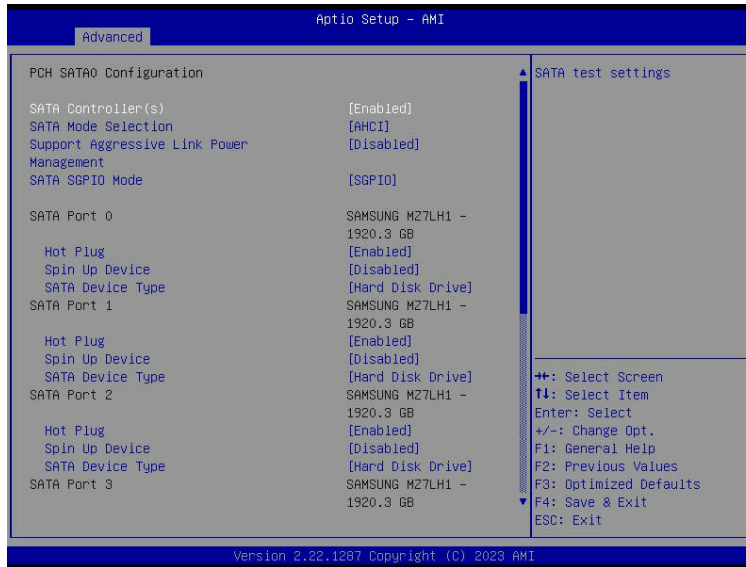 Aptio Setup - AMI
Advanced
PCH SATA0 Configuration
SATA Controller(s) [Enabled]
SATA Mode Selection [AHCI]
Support Aggressive Link Power [Disabled]
Management
SATA SGPIO Mode [SGPIO]
SATA Port 0 SAMSUNG MZ7LH1 -
1920.3 GB
Hot Plug [Enabled]
Spin Up Device [Disabled]
SATA Device Type [Hard Disk Drive]
SATA Port 1 SAMSUNG MZ7LH1 -
1920.3 GB
Hot Plug [Enabled]
Spin Up Device [Disabled]
SATA Device Type [Hard Disk Drive]
SATA Port 2 SAMSUNG MZ7LH1 -
1920.3 GB
Hot Plug [Enabled]
Spin Up Device [Disabled]
SATA Device Type [Hard Disk Drive]
SATA Port 3 SAMSUNG MZ7LH1 -
1920.3 GB
SATA test settings
→←: Select Screen
↑↓: Select Item
Enter: Select
+/-: Change Opt.
F1: General Help
F2: Previous Values
F3: Optimized Defaults
F4: Save & Exit
ESC: Exit
Version 2.22.1287 Copyright (C) 2023 AMI